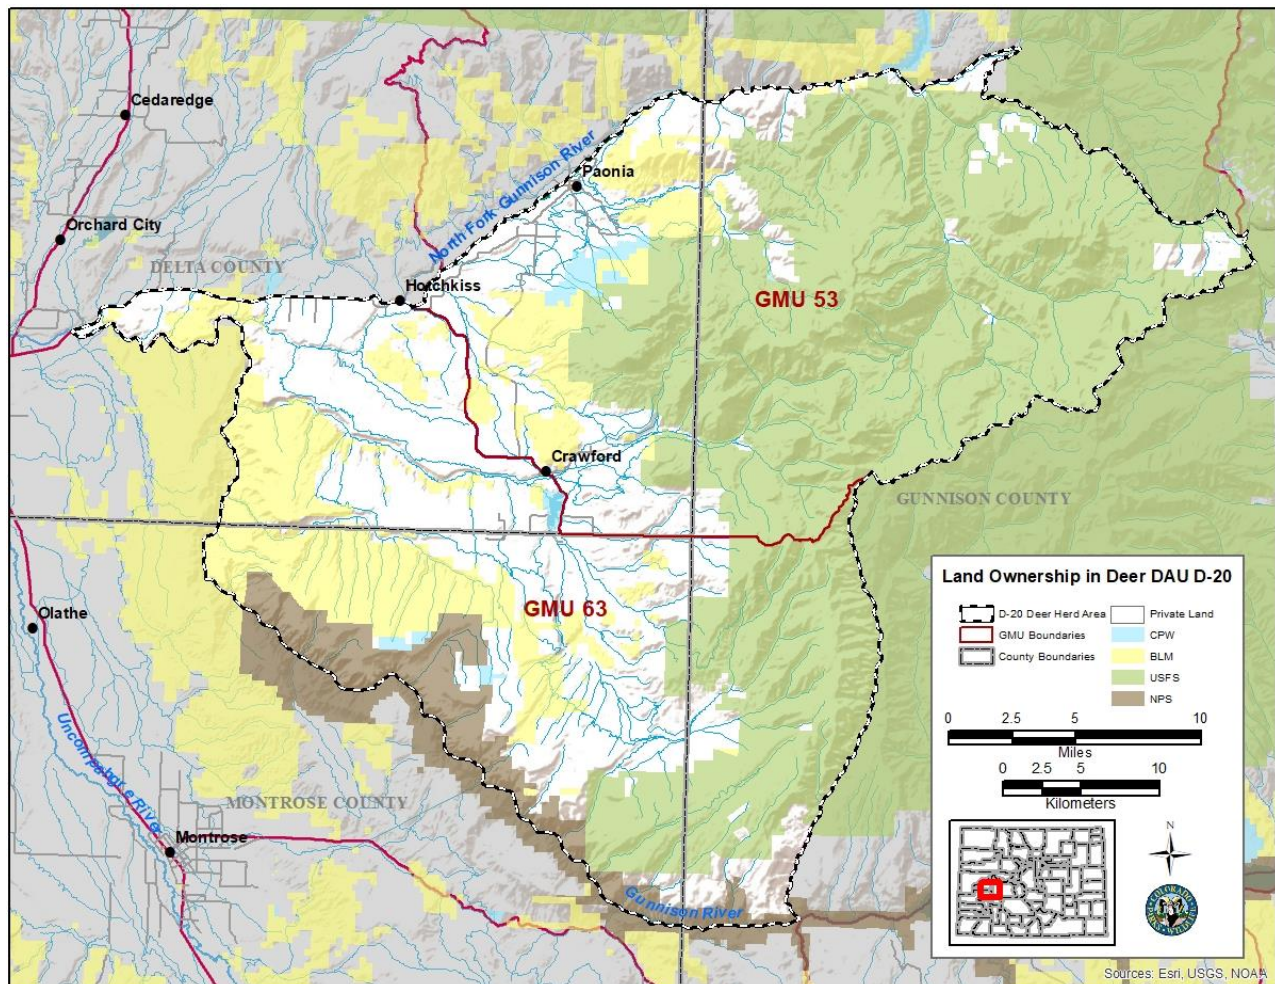 Cedaredge
North Fork Gunnison River
Paonia
Orchard City
DELTA COUNTY
Hotchkiss
GMU 53
Crawford
GUNNISON COUNTY
GMU 63
Olathe
Uncompahgre River
MONTROSE COUNTY
Montrose
Gunnison River
Land Ownership in Deer DAU D-20
D-20 Deer Herd Area
GMU Boundaries
County Boundaries
Private Land
CPW
BLM
USFS
NPS
0 2.5 5 10
Miles
0 2.5 5 10
Kilometers
N
COLORADO
PARKS WILDLIFE
Sources: Esri, USGS, NOAA